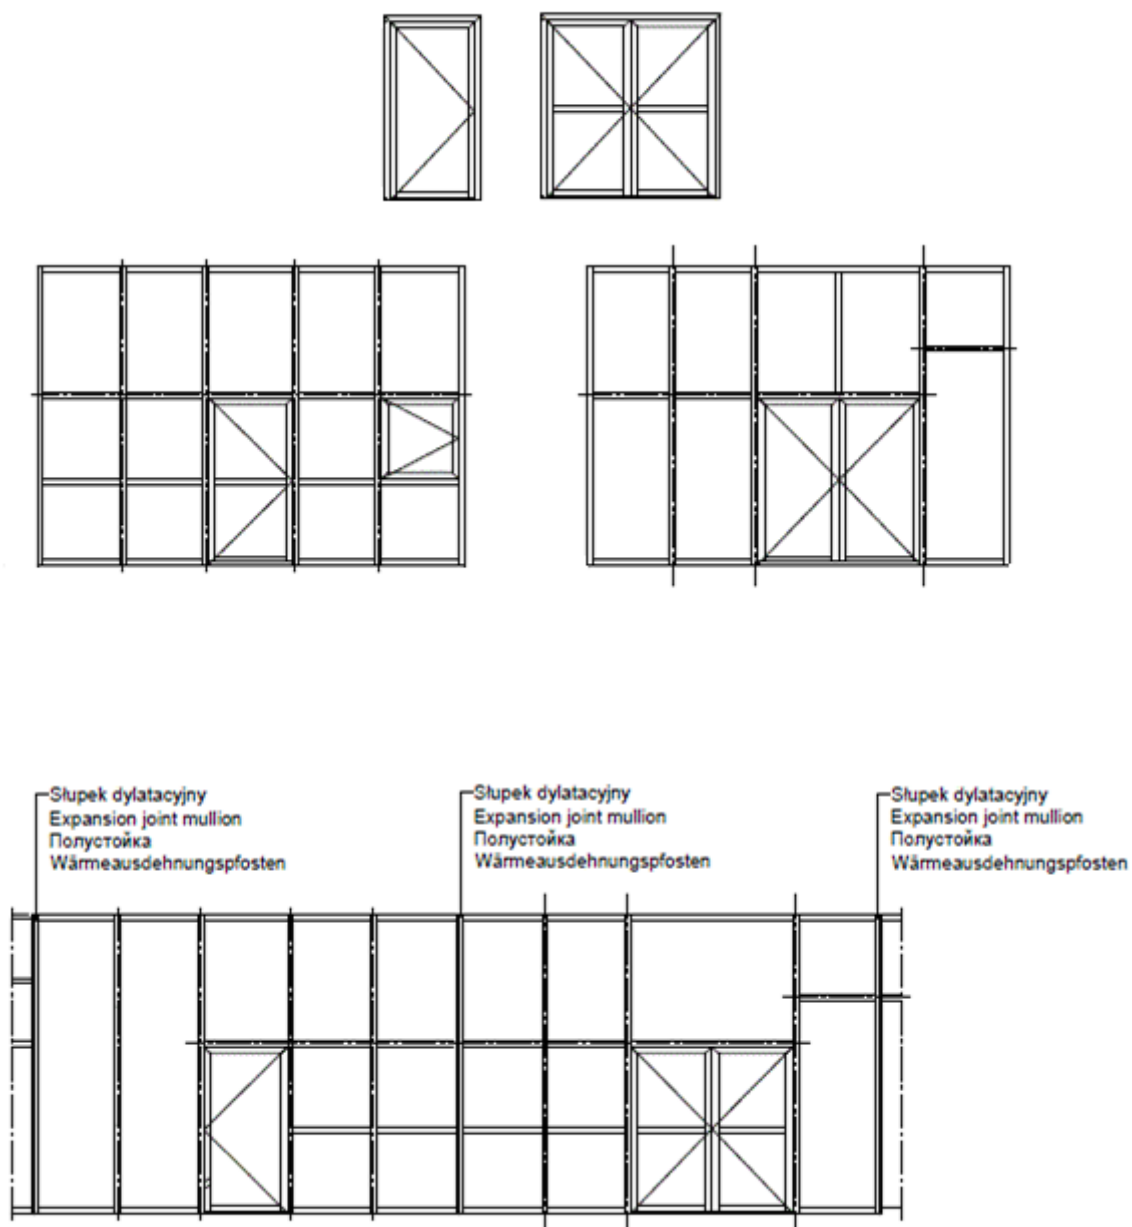 Słupek dylatacyjny
Expansion joint mullion
Полустойка
Wärmeausdehnungspfosten
Słupek dylatacyjny
Expansion joint mullion
Полустойка
Wärmeausdehnungspfosten
Słupek dylatacyjny
Expansion joint mullion
Полустойка
Wärmeausdehnungspfosten